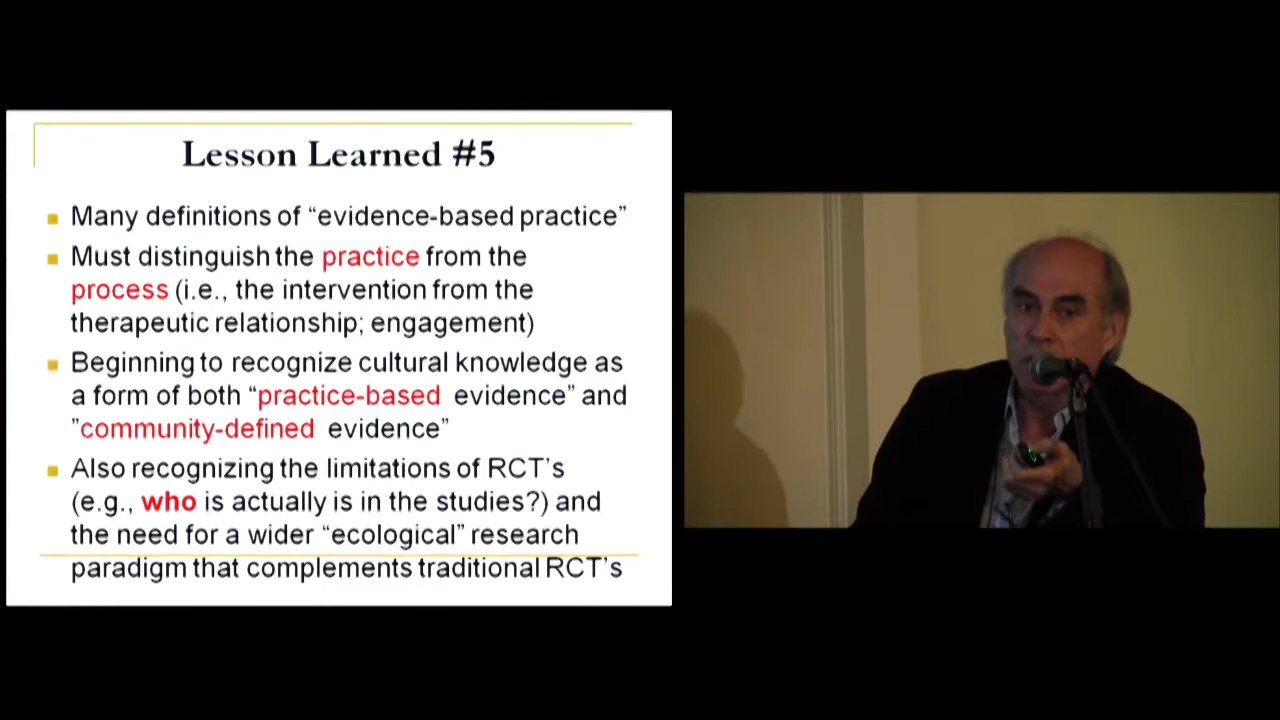 Lesson Learned #5
Many definitions of “evidence-based practice”
Must distinguish the practice from the
process (i.e., the intervention from the
therapeutic relationship; engagement)
Beginning to recognize cultural knowledge as
a form of both “practice-based evidence” and
”community-defined evidence”
Also recognizing the limitations of RCT’s
(e.g., who is actually is in the studies?) and
the need for a wider “ecological” research
paradigm that complements traditional RCT’s